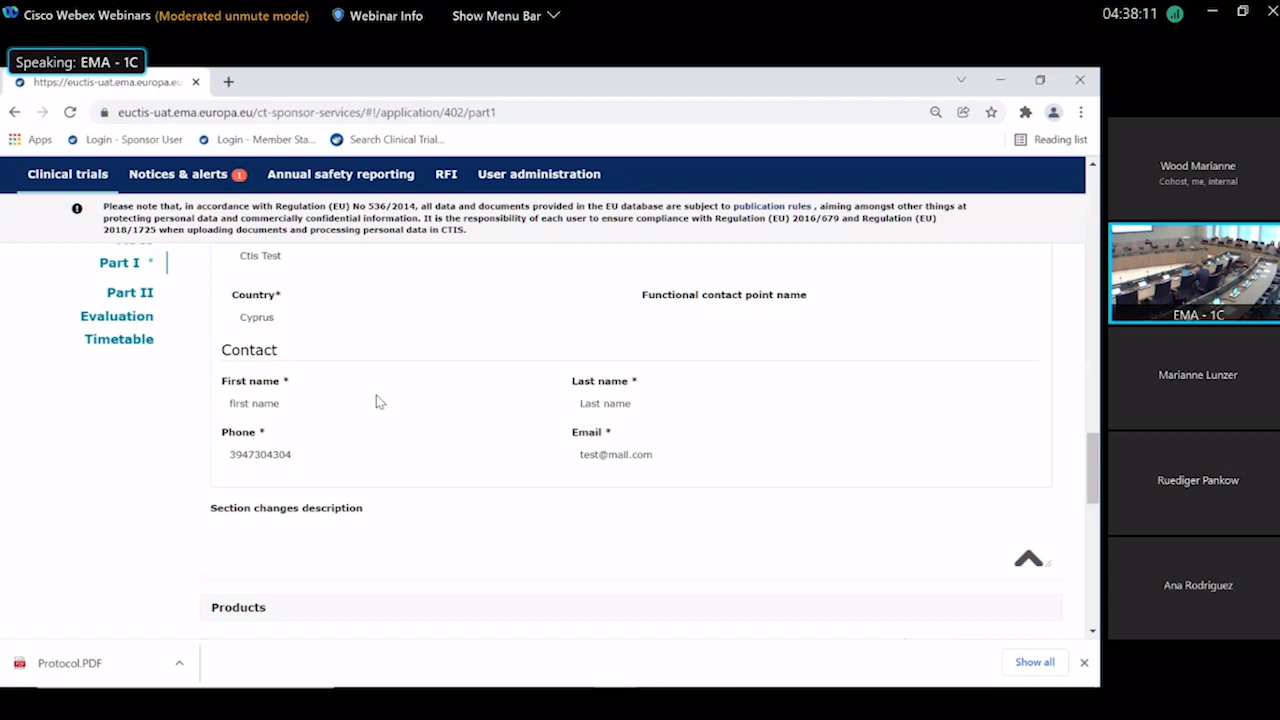 Cisco Webex Webinars (Moderated unmute mode) Webinar Info Show Menu Bar 04:38:11
Speaking: EMA - 1C
https://euctis-uat.ema.europa.eu
euctis-uat.ema.europa.eu/ct-sponsor-services/#!/application/402/part1
Apps Login - Sponsor User Login - Member Sta... Search Clinical Trial... Reading list
Clinical trials Notices & alerts 1 Annual safety reporting RFI User administration
Please note that, in accordance with Regulation (EU) No 536/2014, all data and documents provided in the EU database are subject to publication rules , aiming amongst other things at
protecting personal data and commercially confidential information. It is the responsibility of each user to ensure compliance with Regulation (EU) 2016/679 and Regulation (EU)
2018/1725 when uploading documents and processing personal data in CTIS.
Part I *
Part II
Evaluation
Timetable
Ctis Test
Country* Functional contact point name
Cyprus
Contact
First name * Last name *
first name Last name
Phone * Email *
3947304304 test@mail.com
Section changes description
Products
Protocol.PDF Show all
Wood Marianne
Cohost, me, internal
EMA - 1C
Marianne Lunzer
Ruediger Pankow
Ana Rodriguez